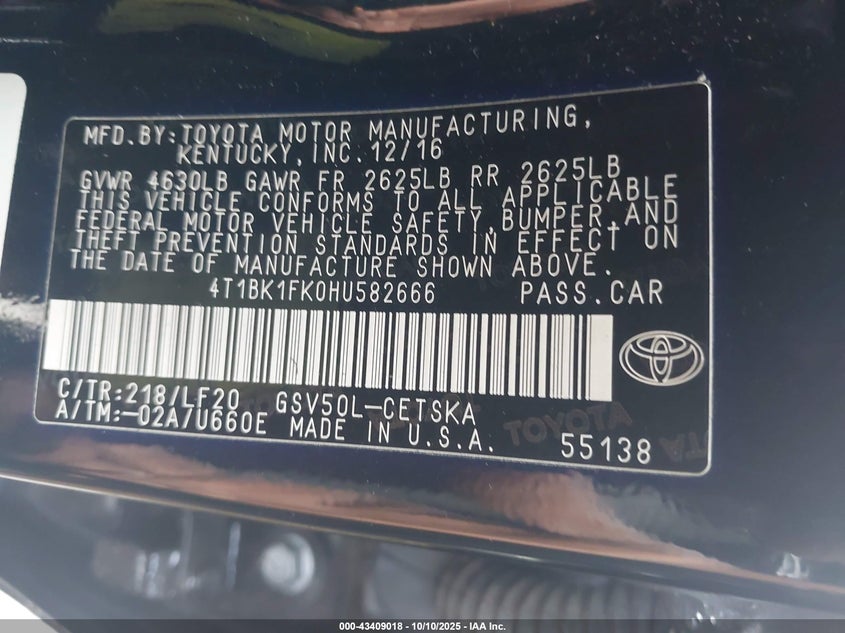 MFD.BY:TOYOTA MOTOR MANUFACTURING,
KENTUCKY,INC.12/16
GVWR 4630LB GAWR FR 2625LB RR 2625LB
THIS VEHICLE CONFORMS TO ALL APPLICABLE
FEDERAL MOTOR VEHICLE SAFETY,BUMPER,AND
THEFT PREVENTION STANDARDS IN EFFECT ON
THE DATE OF MANUFACTURE SHOWN ABOVE.
4T1BK1FK0HU582666 PASS.CAR
C/TR:218/LF20 GSV50L-CETSKA
A/TM:-02A/U660E MADE IN U.S.A.
TOYOTA
55138
000-43409018 - 10/10/2025 - IAA Inc.